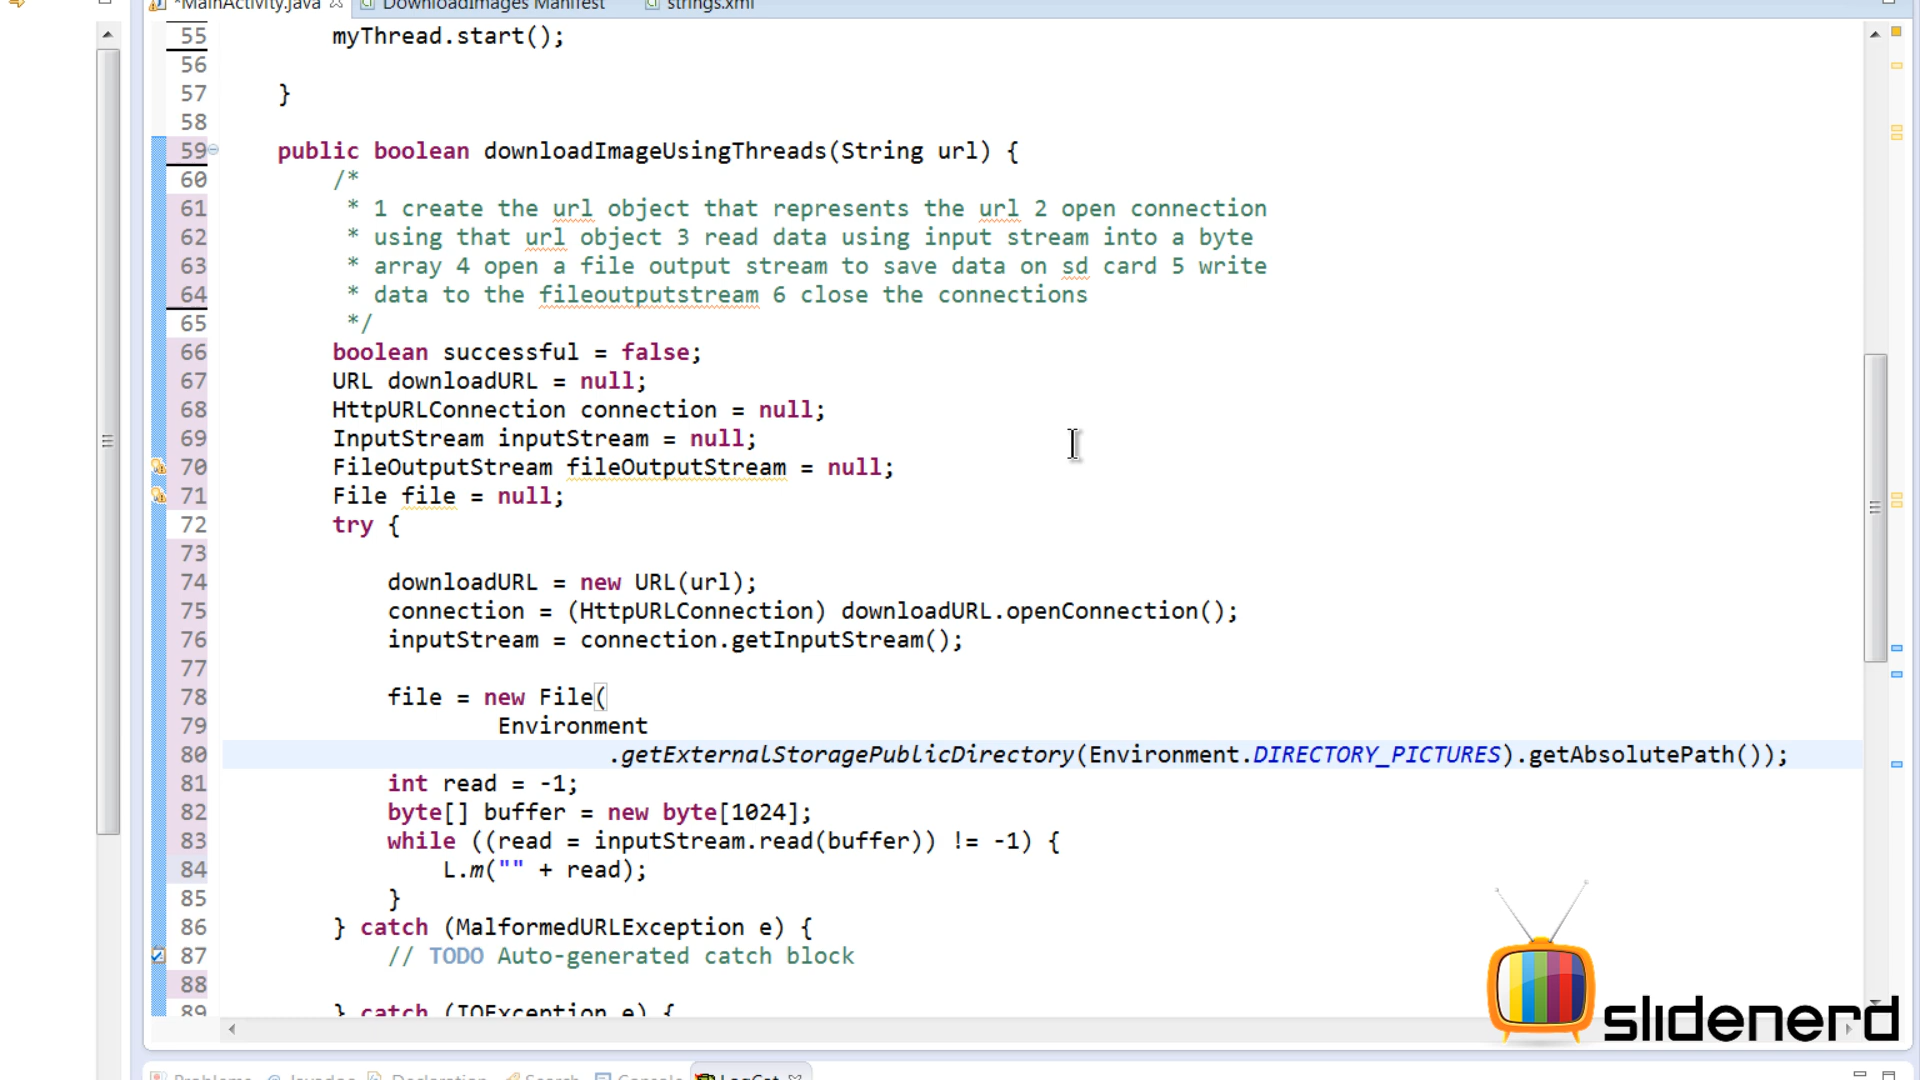 *MainActivity.java
DownloadImages Manifest
strings.xml
55 myThread.start();
56
57 }
58
59 public boolean downloadImageUsingThreads(String url) {
60 /*
61 * 1 create the url object that represents the url 2 open connection
62 * using that url object 3 read data using input stream into a byte
63 * array 4 open a file output stream to save data on sd card 5 write
64 * data to the fileoutputstream 6 close the connections
65 */
66 boolean successful = false;
67 URL downloadURL = null;
68 HttpURLConnection connection = null;
69 InputStream inputStream = null;
70 FileOutputStream fileOutputStream = null;
71 File file = null;
72 try {
73
74 downloadURL = new URL(url);
75 connection = (HttpURLConnection) downloadURL.openConnection();
76 inputStream = connection.getInputStream();
77
78 file = new File(
79 Environment
80 .getExternalStoragePublicDirectory(Environment.DIRECTORY_PICTURES).getAbsolutePath());
81 int read = -1;
82 byte[] buffer = new byte[1024];
83 while ((read = inputStream.read(buffer)) != -1) {
84 L.m("" + read);
85 }
86 } catch (MalformedURLException e) {
87 // TODO Auto-generated catch block
88
89 } catch (IOException e) {
slidenerd
Problems Javadoc Declaration Search Console LogCat